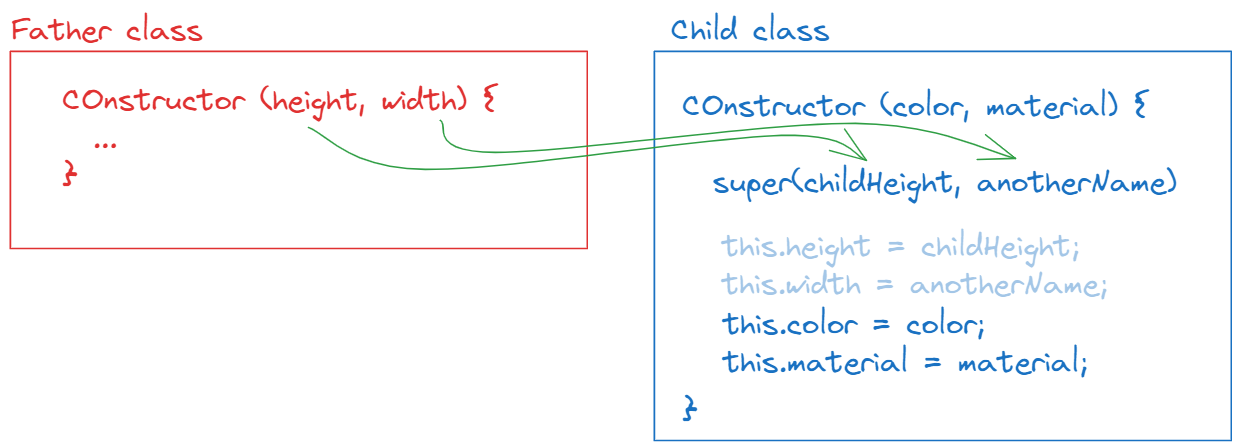 Father class
COnstructor (height, width) {
...
}
Child class
COnstructor (color, material) {
super(childHeight, anotherName)
this.height = childHeight;
this.width = anotherName;
this.color = color;
this.material = material;
}